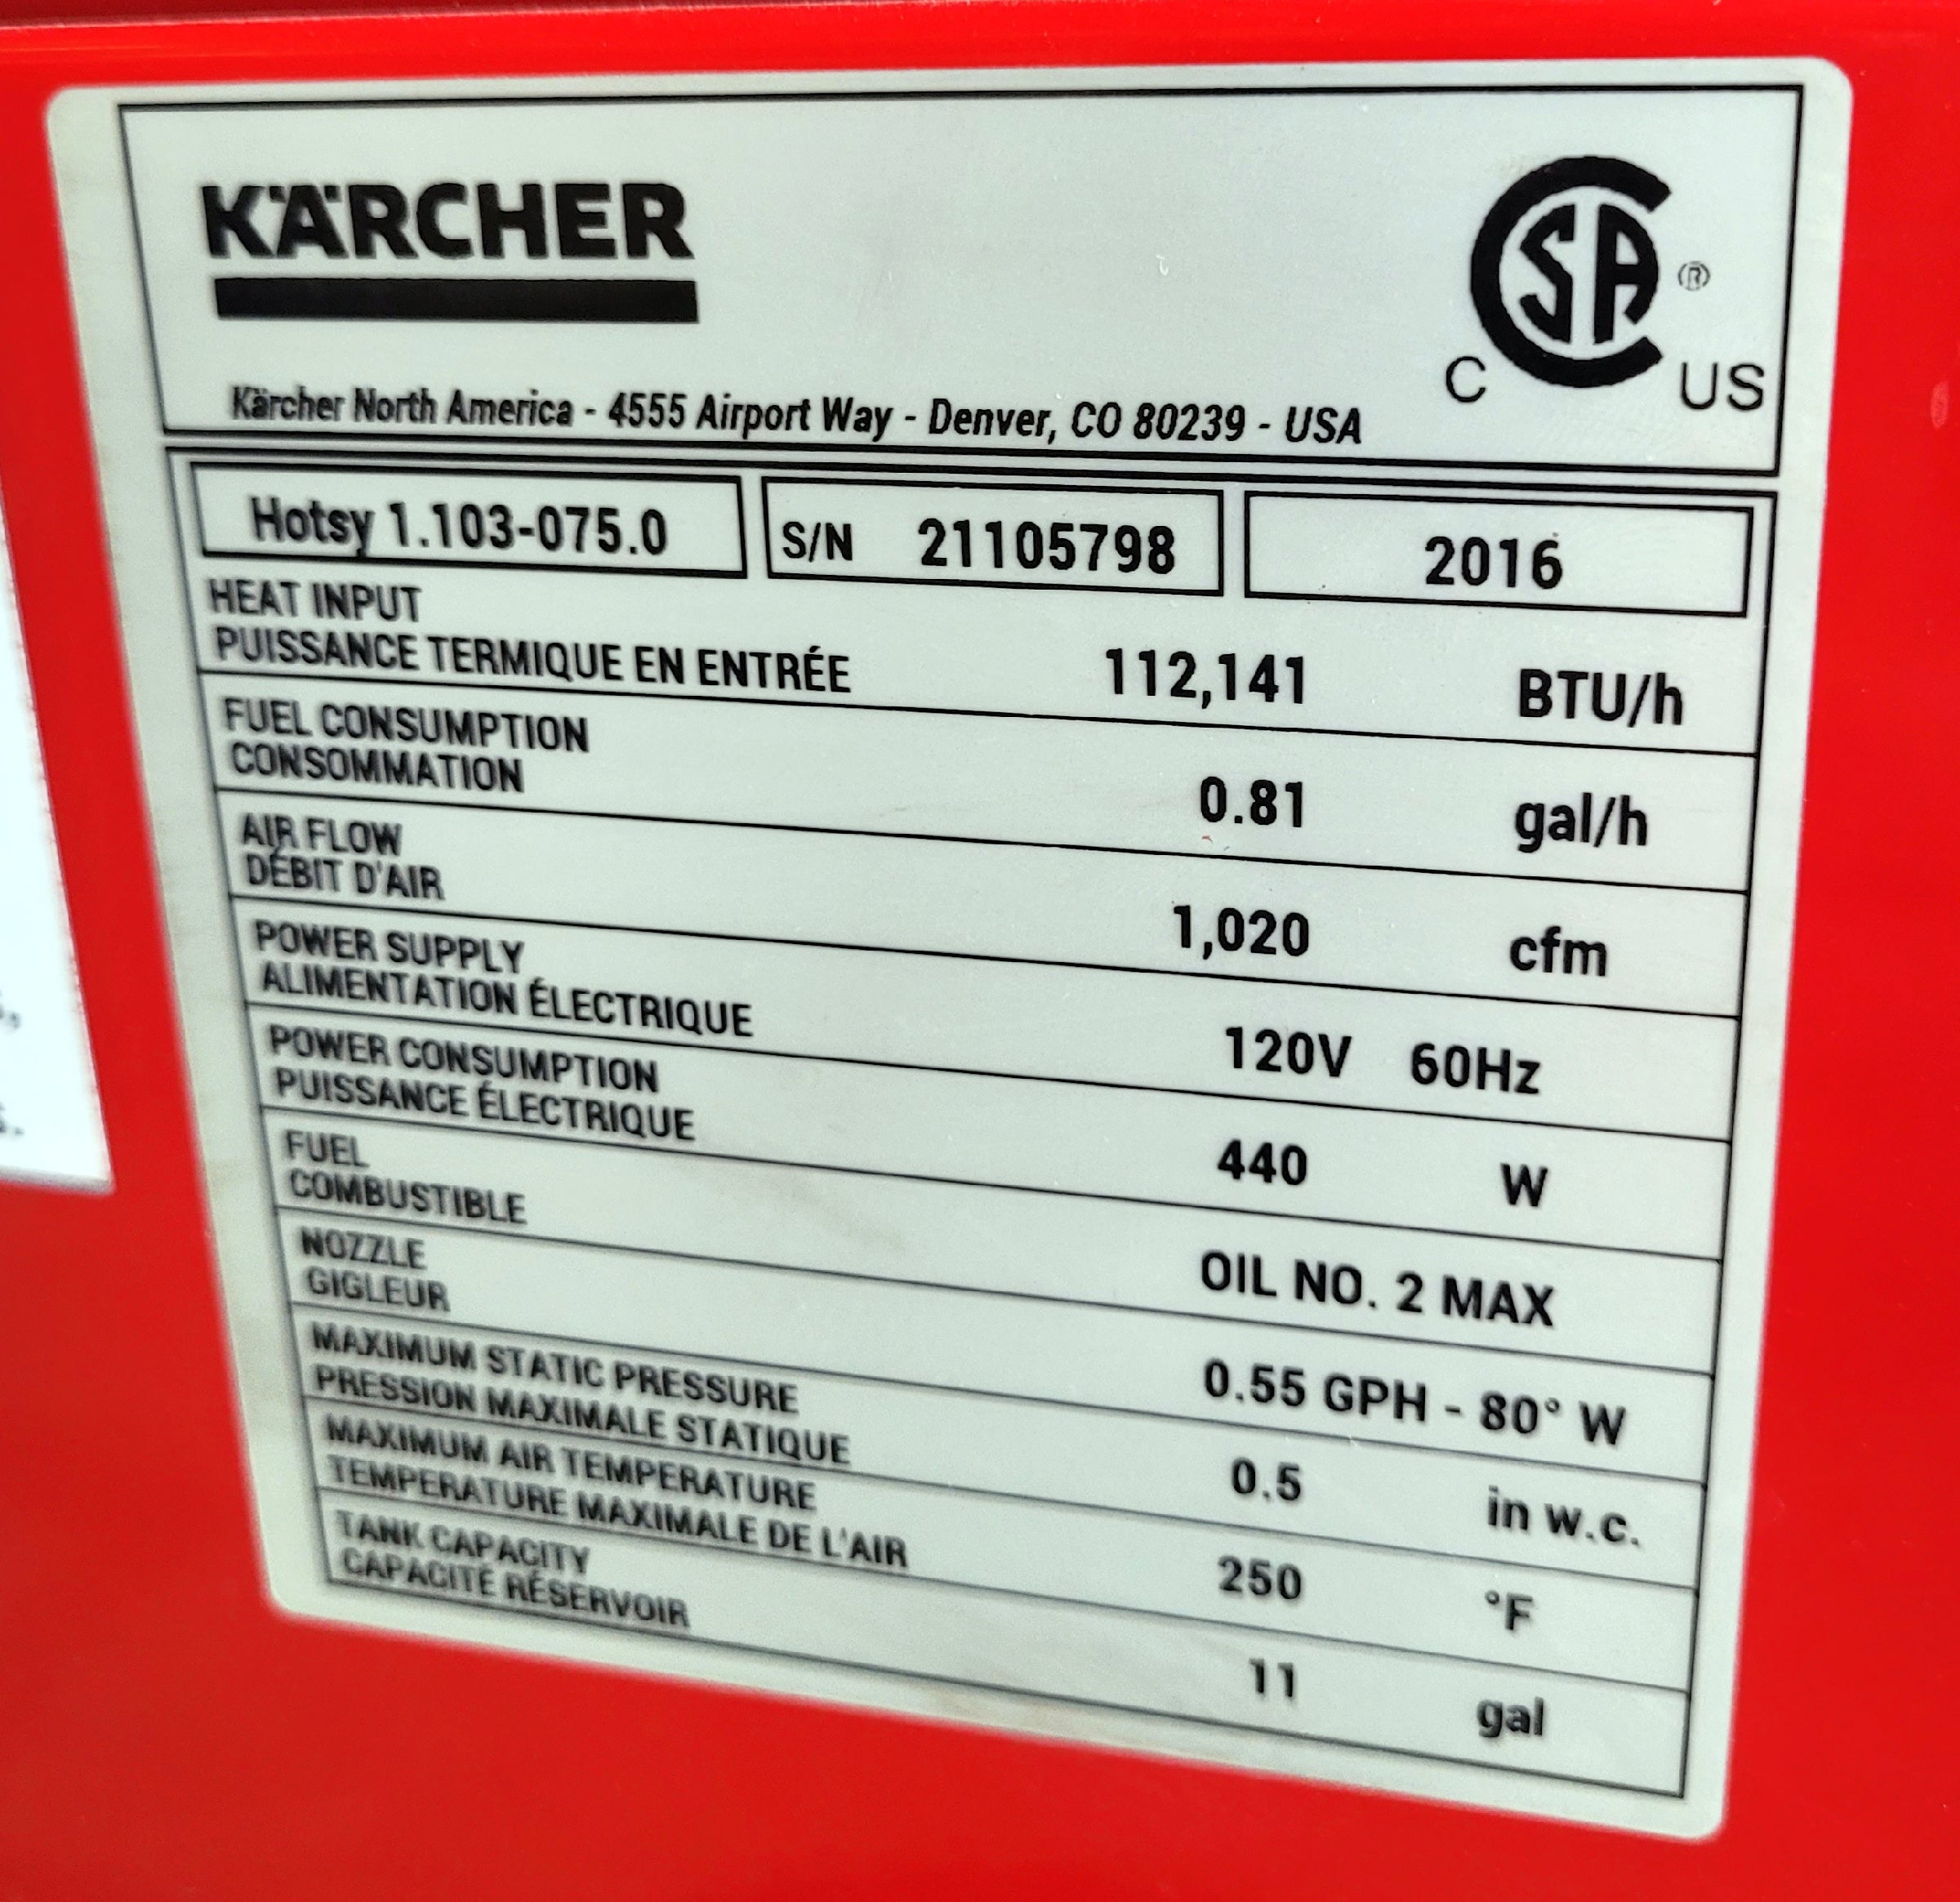 KÄRCHER
CSA ®
C US
Kärcher North America - 4555 Airport Way - Denver, CO 80239 - USA
Hotsy 1.103-075.0 S/N 21105798 2016
HEAT INPUT
PUISSANCE TERMIQUE EN ENTRÉE 112,141 BTU/h
FUEL CONSUMPTION
CONSOMMATION 0.81 gal/h
AIR FLOW
DÉBIT D'AIR 1,020 cfm
POWER SUPPLY
ALIMENTATION ÉLECTRIQUE 120V 60Hz
POWER CONSUMPTION
PUISSANCE ÉLECTRIQUE 440 W
FUEL
COMBUSTIBLE OIL NO. 2 MAX
NOZZLE
GIGLEUR 0.55 GPH - 80° W
MAXIMUM STATIC PRESSURE
PRESSION MAXIMALE STATIQUE 0.5 in w.c.
MAXIMUM AIR TEMPERATURE
TEMPERATURE MAXIMALE DE L'AIR 250 °F
TANK CAPACITY
CAPACITÉ RÉSERVOIR 11 gal